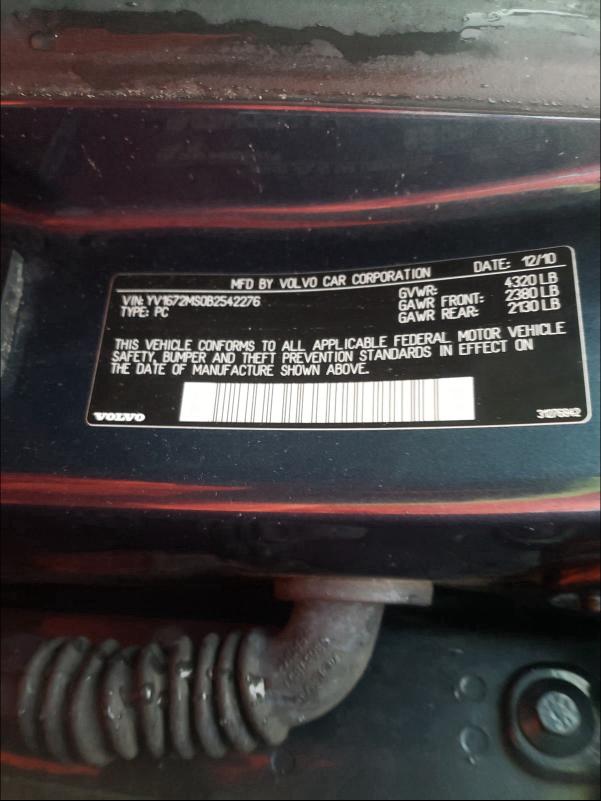 MFD BY VOLVO CAR CORPORATION DATE: 12/10
VIN: YV1672MS0B2542276 GVWR: 4320 LB
TYPE: PC GAWR FRONT: 2380 LB
GAWR REAR: 2130 LB
THIS VEHICLE CONFORMS TO ALL APPLICABLE FEDERAL MOTOR VEHICLE
SAFETY, BUMPER AND THEFT PREVENTION STANDARDS IN EFFECT ON
THE DATE OF MANUFACTURE SHOWN ABOVE.
VOLVO